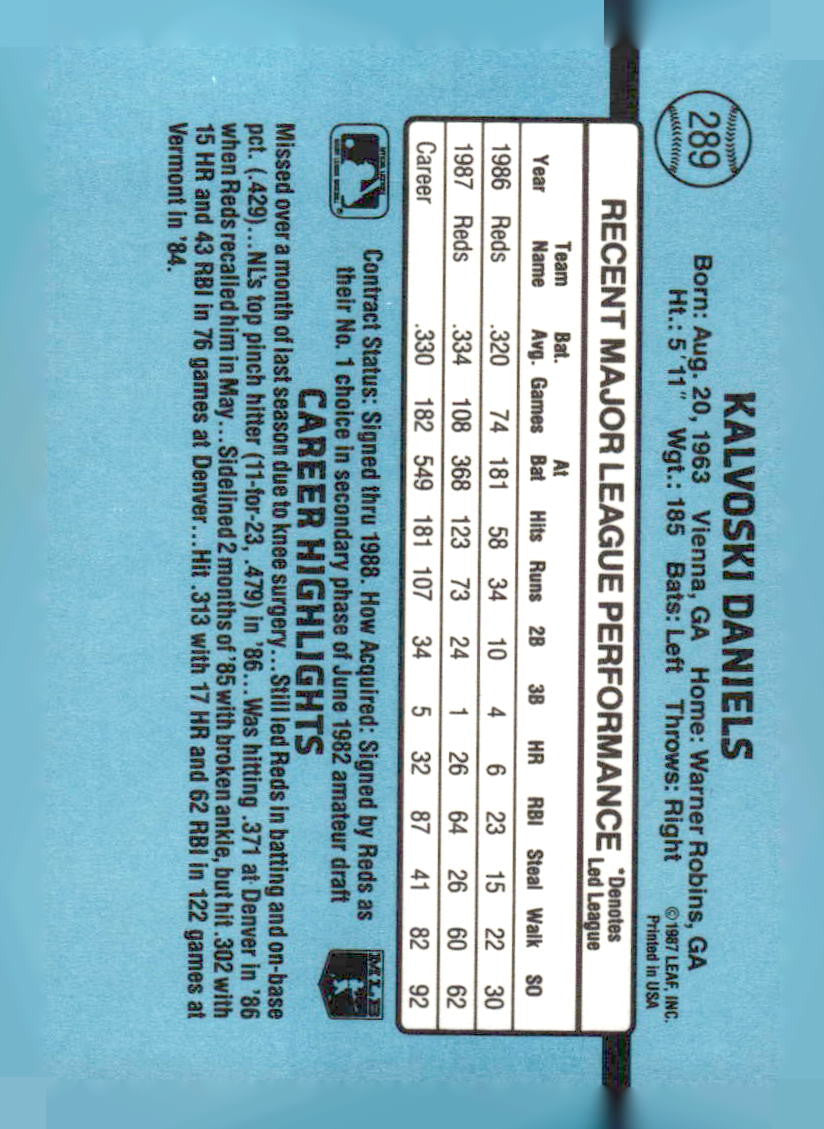 289
KALVOSKI DANIELS
Born: Aug. 20, 1963 Vienna, GA Home: Warner Robins, GA
Ht.: 5'11" Wgt.: 185 Bats: Left Throws: Right
©1987 LEAF, INC.
Printed in USA
RECENT MAJOR LEAGUE PERFORMANCE *Denotes Led League
Year Team Name Bat. Avg. Games At Bat Hits Runs 2B 3B HR RBI Steal Walk SO
1986 Reds .320 74 181 58 34 10 4 6 23 15 22 30
1987 Reds .334 108 368 123 73 24 1 26 64 26 60 62
Career .330 182 549 181 107 34 5 32 87 41 82 92
Contract Status: Signed thru 1988. How Acquired: Signed by Reds as
their No. 1 choice in secondary phase of June 1982 amateur draft
MLB
CAREER HIGHLIGHTS
Missed over a month of last season due to knee surgery...Still led Reds in batting and on-base
pct. (.429)...NL's top pinch hitter (11-for-23, .479) in '86...Was hitting .371 at Denver in '86
when Reds recalled him in May...Sidelined 2 months of '85 with broken ankle, but hit .302 with
15 HR and 43 RBI in 76 games at Denver...Hit .313 with 17 HR and 62 RBI in 122 games at
Vermont in '84.